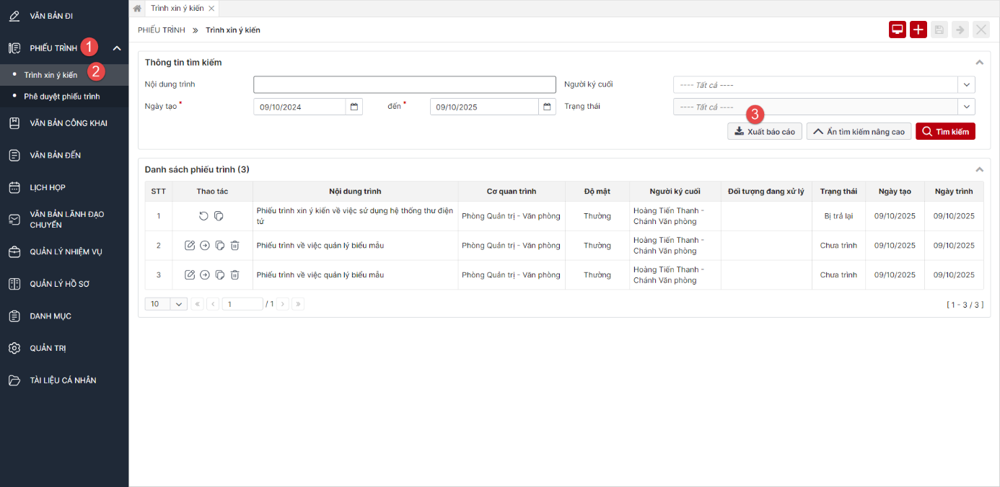 VĂN BẢN ĐI
PHIẾU TRÌNH
1
Trình xin ý kiến
2
Phê duyệt phiếu trình
VĂN BẢN CÔNG KHAI
VĂN BẢN ĐẾN
LỊCH HỌP
VĂN BẢN LÃNH ĐẠO
CHUYỂN
QUẢN LÝ NHIỆM VỤ
QUẢN LÝ HỒ SƠ
DANH MỤC
QUẢN TRỊ
TÀI LIỆU CÁ NHÂN
Trình xin ý kiến
PHIẾU TRÌNH » Trình xin ý kiến
Thông tin tìm kiếm
Nội dung trình
Người ký cuối ---- Tất cả ----
Ngày tạo * 09/10/2024 đến * 09/10/2025 Trạng thái ---- Tất cả ----
3
Xuất báo cáo Ẩn tìm kiếm nâng cao Tìm kiếm
Danh sách phiếu trình (3)
STT Thao tác Nội dung trình Cơ quan trình Độ mật Người ký cuối Đối tượng đang xử lý Trạng thái Ngày tạo Ngày trình
1 Phiếu trình xin ý kiến về việc sử dụng hệ thống thư điện
tử
Phòng Quản trị - Văn phòng Thường Hoàng Tiến Thanh -
Chánh Văn phòng
Bị trả lại 09/10/2025 09/10/2025
2 Phiếu trình về việc quản lý biểu mẫu Phòng Quản trị - Văn phòng Thường Hoàng Tiến Thanh -
Chánh Văn phòng
Chưa trình 09/10/2025 09/10/2025
3 Phiếu trình về việc quản lý biểu mẫu Phòng Quản trị - Văn phòng Thường Hoàng Tiến Thanh -
Chánh Văn phòng
Chưa trình 09/10/2025 09/10/2025
10 « ‹ 1 / 1 › » [ 1 - 3 / 3 ]